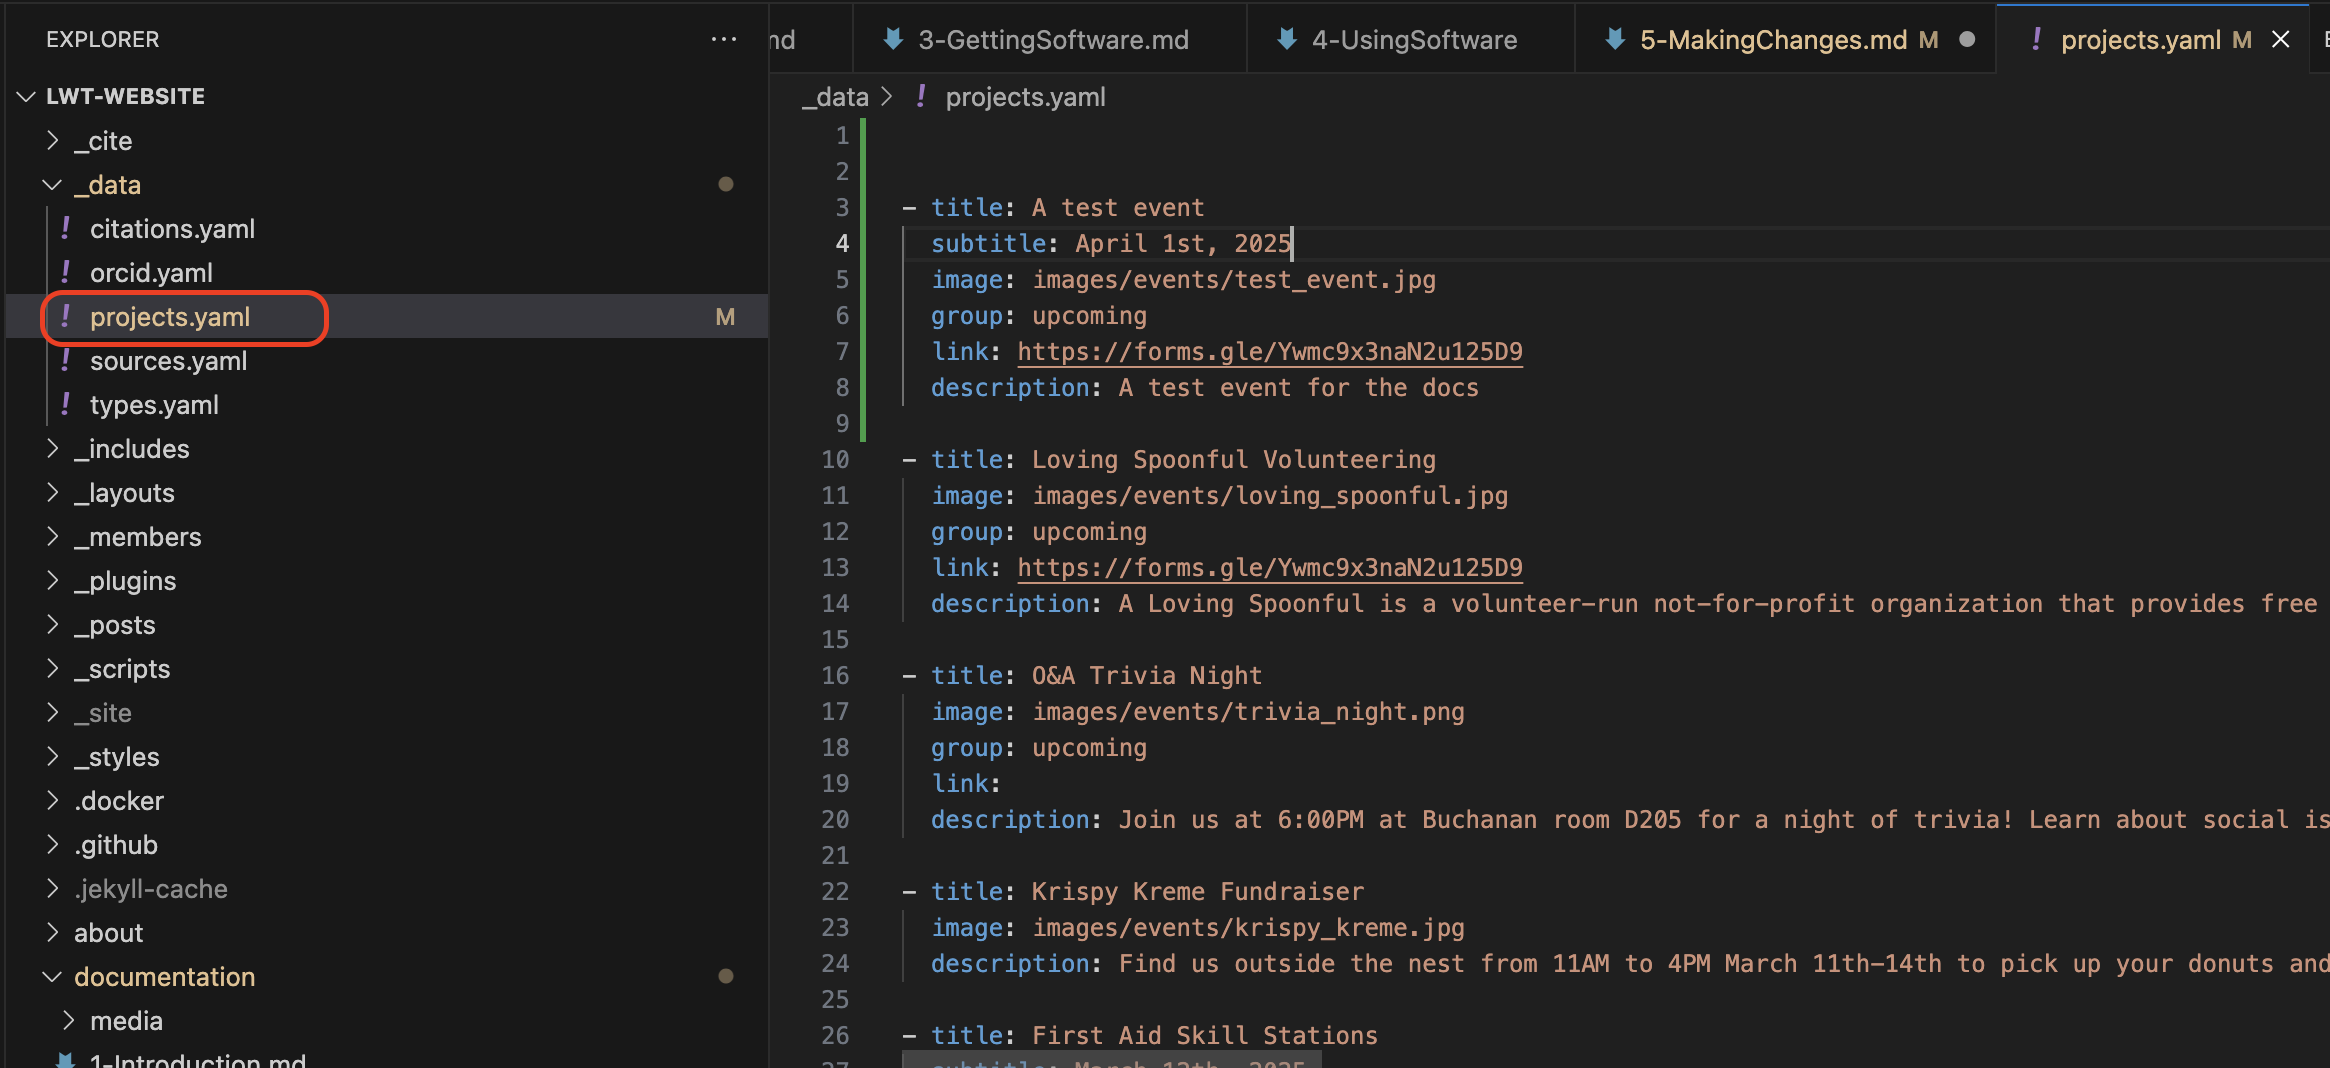 EXPLORER
LWT-WEBSITE
_cite
_data
citations.yaml
orcid.yaml
projects.yaml M
sources.yaml
types.yaml
_includes
_layouts
_members
_plugins
_posts
_scripts
_site
_styles
.docker
.github
.jekyll-cache
about
documentation
media
1-Introduction.md
nd
3-GettingSoftware.md
4-UsingSoftware
5-MakingChanges.md M
projects.yaml M
_data > ! projects.yaml
1
2
3 - title: A test event
4 subtitle: April 1st, 2025
5 image: images/events/test_event.jpg
6 group: upcoming
7 link: https://forms.gle/Ywmc9x3naN2u125D9
8 description: A test event for the docs
9
10 - title: Loving Spoonful Volunteering
11 image: images/events/loving_spoonful.jpg
12 group: upcoming
13 link: https://forms.gle/Ywmc9x3naN2u125D9
14 description: A Loving Spoonful is a volunteer-run not-for-profit organization that provides free
15
16 - title: O&A Trivia Night
17 image: images/events/trivia_night.png
18 group: upcoming
19 link:
20 description: Join us at 6:00PM at Buchanan room D205 for a night of trivia! Learn about social is
21
22 - title: Krispy Kreme Fundraiser
23 image: images/events/krispy_kreme.jpg
24 description: Find us outside the nest from 11AM to 4PM March 11th-14th to pick up your donuts and
25
26 - title: First Aid Skill Stations
27 subtitle: March 12th, 2025